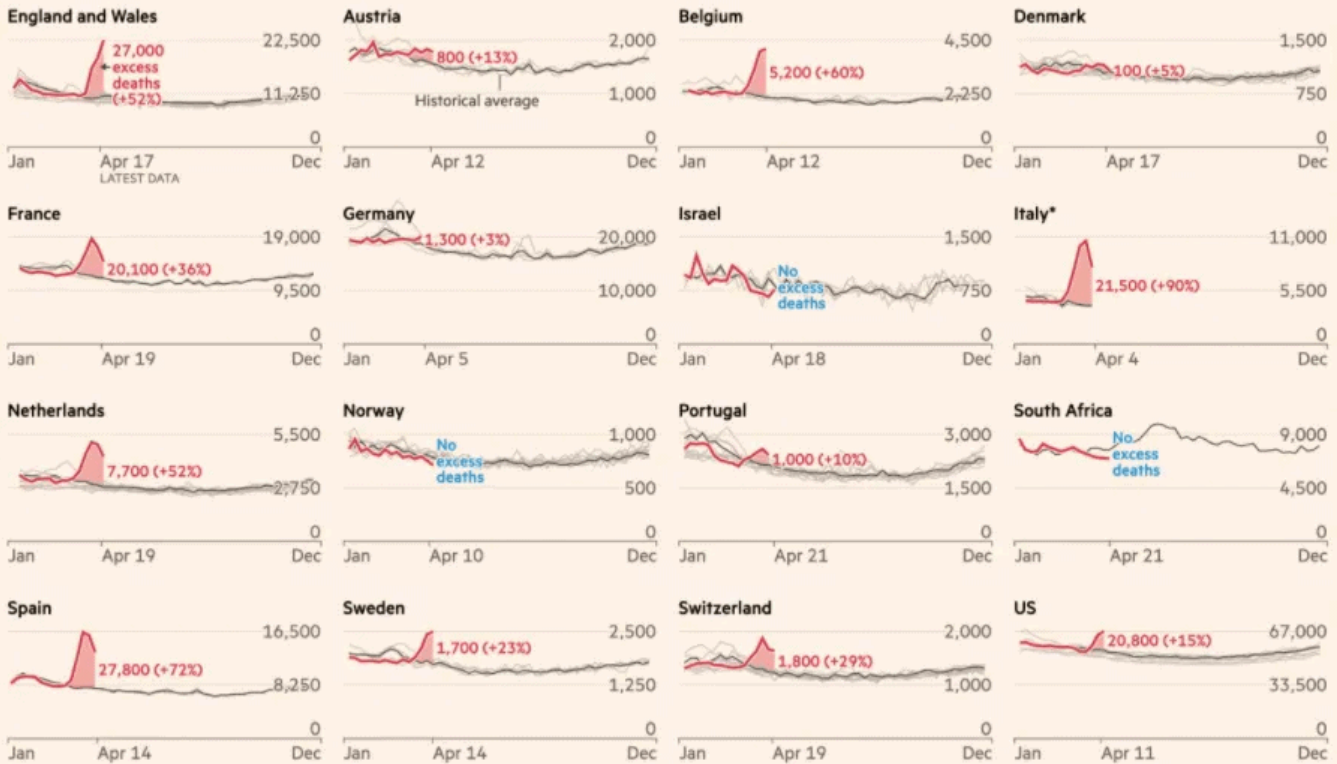 England and Wales
22,500
27,000
excess
deaths
(+52%)
11,250
0
Jan
Apr 17
Dec
LATEST DATA
Austria
2,000
800 (+13%)
Historical average
1,000
0
Jan
Apr 12
Dec
Belgium
4,500
5,200 (+60%)
2,250
0
Jan
Apr 12
Dec
Denmark
1,500
100 (+5%)
750
0
Jan
Apr 17
Dec
France
19,000
20,100 (+36%)
9,500
0
Jan
Apr 19
Dec
Germany
20,000
1,300 (+3%)
10,000
0
Jan
Apr 5
Dec
Israel
1,500
No
excess
deaths
750
0
Jan
Apr 18
Dec
Italy*
11,000
21,500 (+90%)
5,500
0
Jan
Apr 4
Dec
Netherlands
5,500
7,700 (+52%)
2,750
0
Jan
Apr 19
Dec
Norway
1,000
No
excess
deaths
500
0
Jan
Apr 10
Dec
Portugal
3,000
1,000 (+10%)
1,500
0
Jan
Apr 21
Dec
South Africa
9,000
No
excess
deaths
4,500
0
Jan
Apr 21
Dec
Spain
16,500
27,800 (+72%)
8,250
0
Jan
Apr 14
Dec
Sweden
2,500
1,700 (+23%)
1,250
0
Jan
Apr 14
Dec
Switzerland
2,000
1,800 (+29%)
1,000
0
Jan
Apr 19
Dec
US
67,000
20,800 (+15%)
33,500
0
Jan
Apr 11
Dec